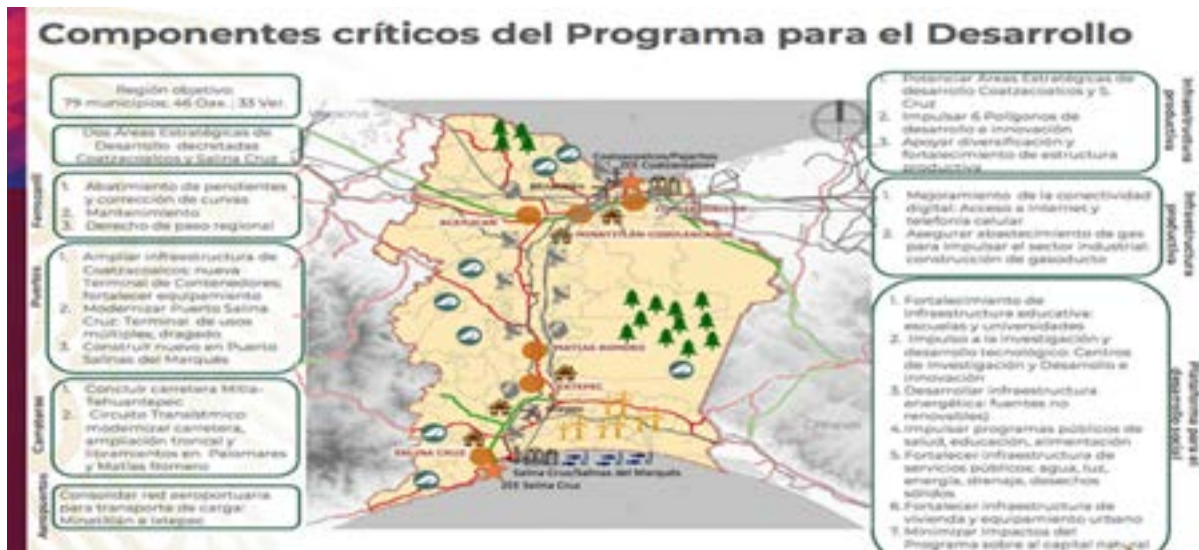 Componentes críticos del Programa para el Desarrollo
Región objetivo:
79 municipios: 46 Oax.; 33 Ver.
Dos Áreas Estratégicas de
Desarrollo decretadas
Coatzacoalcos y Salina Cruz
Ferrocarril
1. Abatimiento de pendientes
y corrección de curvas
2. Mantenimiento
3. Derecho de paso regional
Puertos
1. Ampliar infraestructura de
Coatzacoalcos: nueva
Terminal de Contenedores;
fortalecer equipamiento
2. Modernizar Puerto Salina
Cruz: Terminal de usos
múltiples, dragado
3. Construir nuevo en Puerto
Salinas del Marqués
Carreteras
1. Concluir carretera Mitla-
Tehuantepec
2. Circuito Transístmico:
modernizar carretera,
ampliación troncal y
libramientos en Palomares
y Matías Romero
Aeropuertos
Consolidar red aeroportuaria
para transporte de carga:
Minatitlán e Ixtepec
Coatzacoalcos/Pajaritos
ZEE Coatzacoalcos
ACAYUCAN
MINATITLÁN-COSOLEACAQUE
MATÍAS ROMERO
IXTEPEC
SALINA CRUZ
Salina Cruz/Salinas del Marqués
ZEE Salina Cruz
1. Potenciar Áreas Estratégicas de
desarrollo Coatzacoalcos y S.
Cruz
2. Impulsar 6 Polígonos de
desarrollo e innovación
3. Apoyar diversificación y
fortalecimiento de estructura
productiva
Infraestructura
productiva
1. Mejoramiento de la conectividad
digital: Acceso a Internet y
telefonía celular
2. Asegurar abastecimiento de gas
para impulsar el sector industrial:
construcción de gasoducto
Infraestructura
productiva
1. Fortalecimiento de
Infraestructura educativa:
escuelas y universidades
2. Impulso a la investigación y
desarrollo tecnológico: Centros
de Investigación y Desarrollo e
innovación
3. Desarrollar infraestructura
energética: fuentes no
renovables)
4. Impulsar programas públicos de
salud, educación, alimentación
5. Fortalecer infraestructura de
servicios públicos: agua, luz,
energía, drenaje, desechos
sólidos
6. Fortalecer infraestructura de
vivienda y equipamiento urbano
7. Minimizar impactos del
Programa sobre al capital natural
desarrollo social